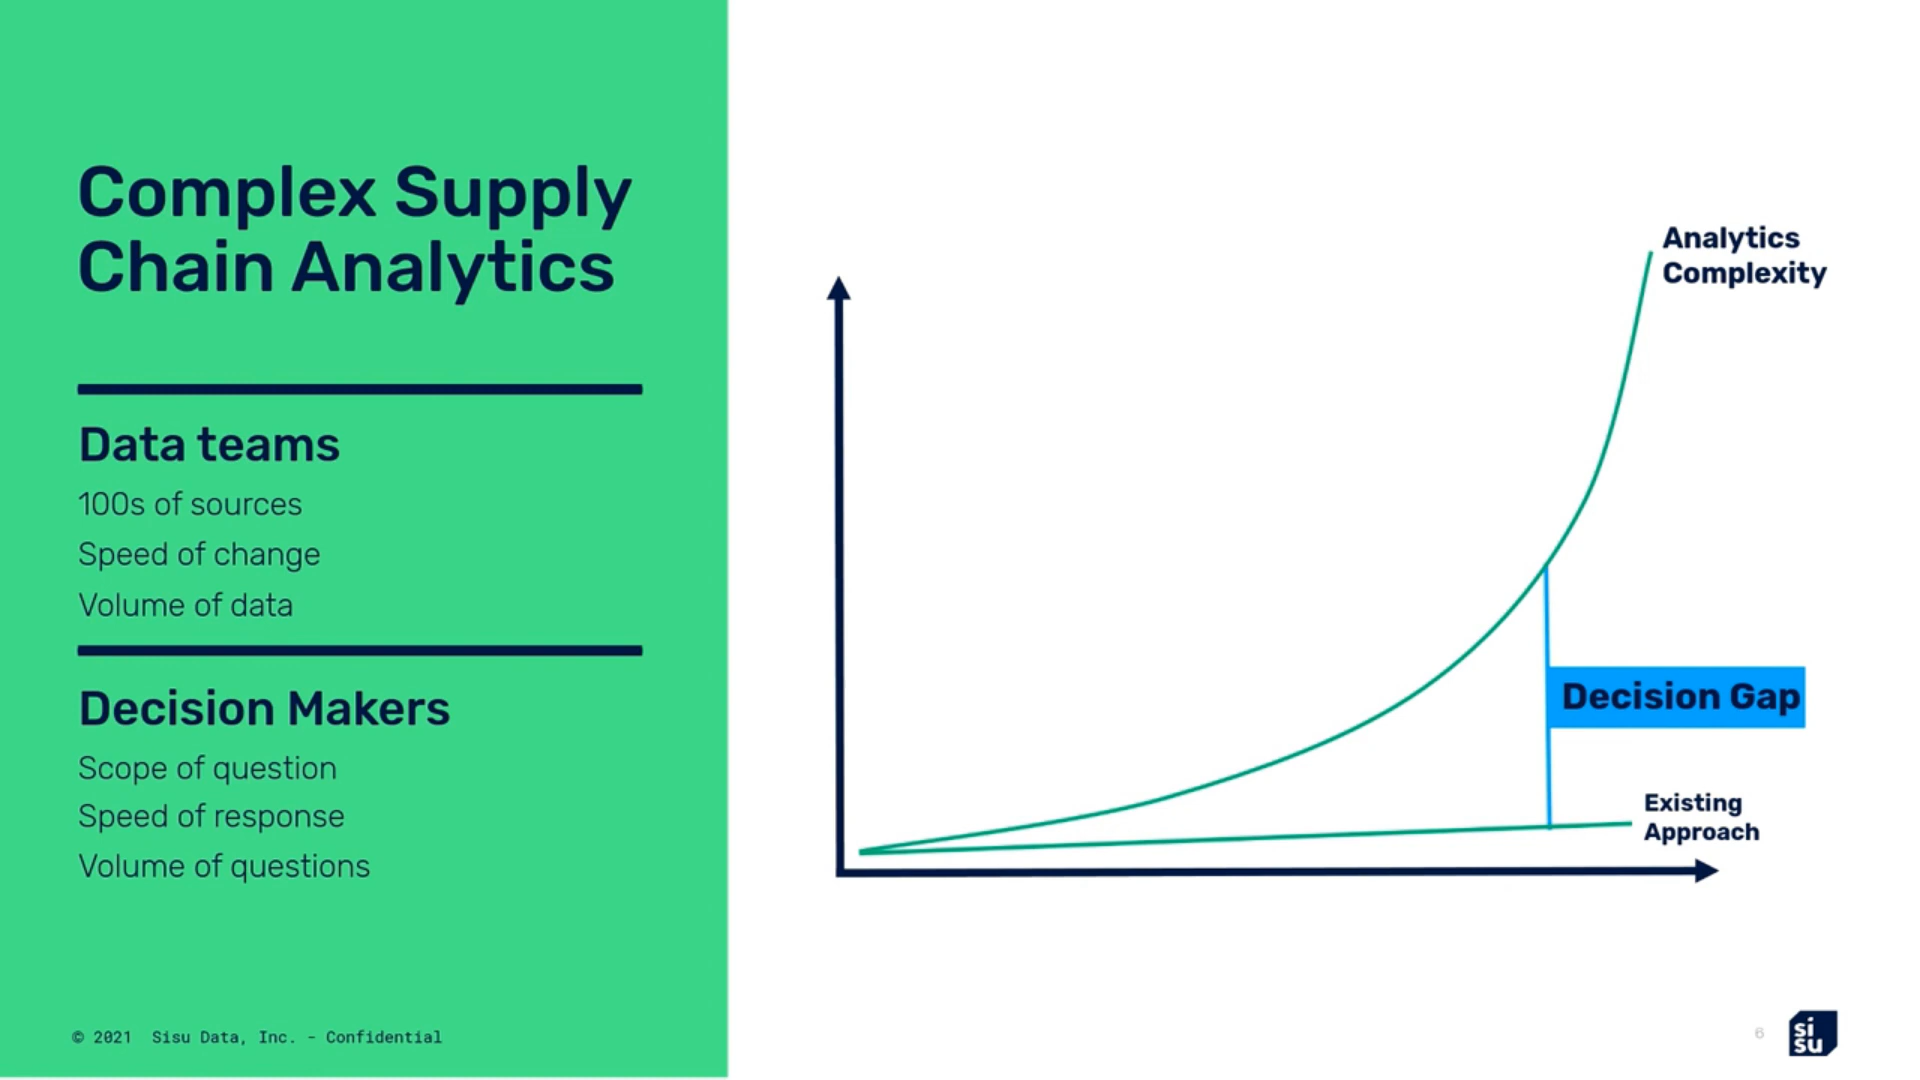 Complex Supply
Chain Analytics
Data teams
100s of sources
Speed of change
Volume of data
Decision Makers
Scope of question
Speed of response
Volume of questions
© 2021 Sisu Data, Inc. - Confidential
Analytics
Complexity
Decision Gap
Existing
Approach
6
si
su